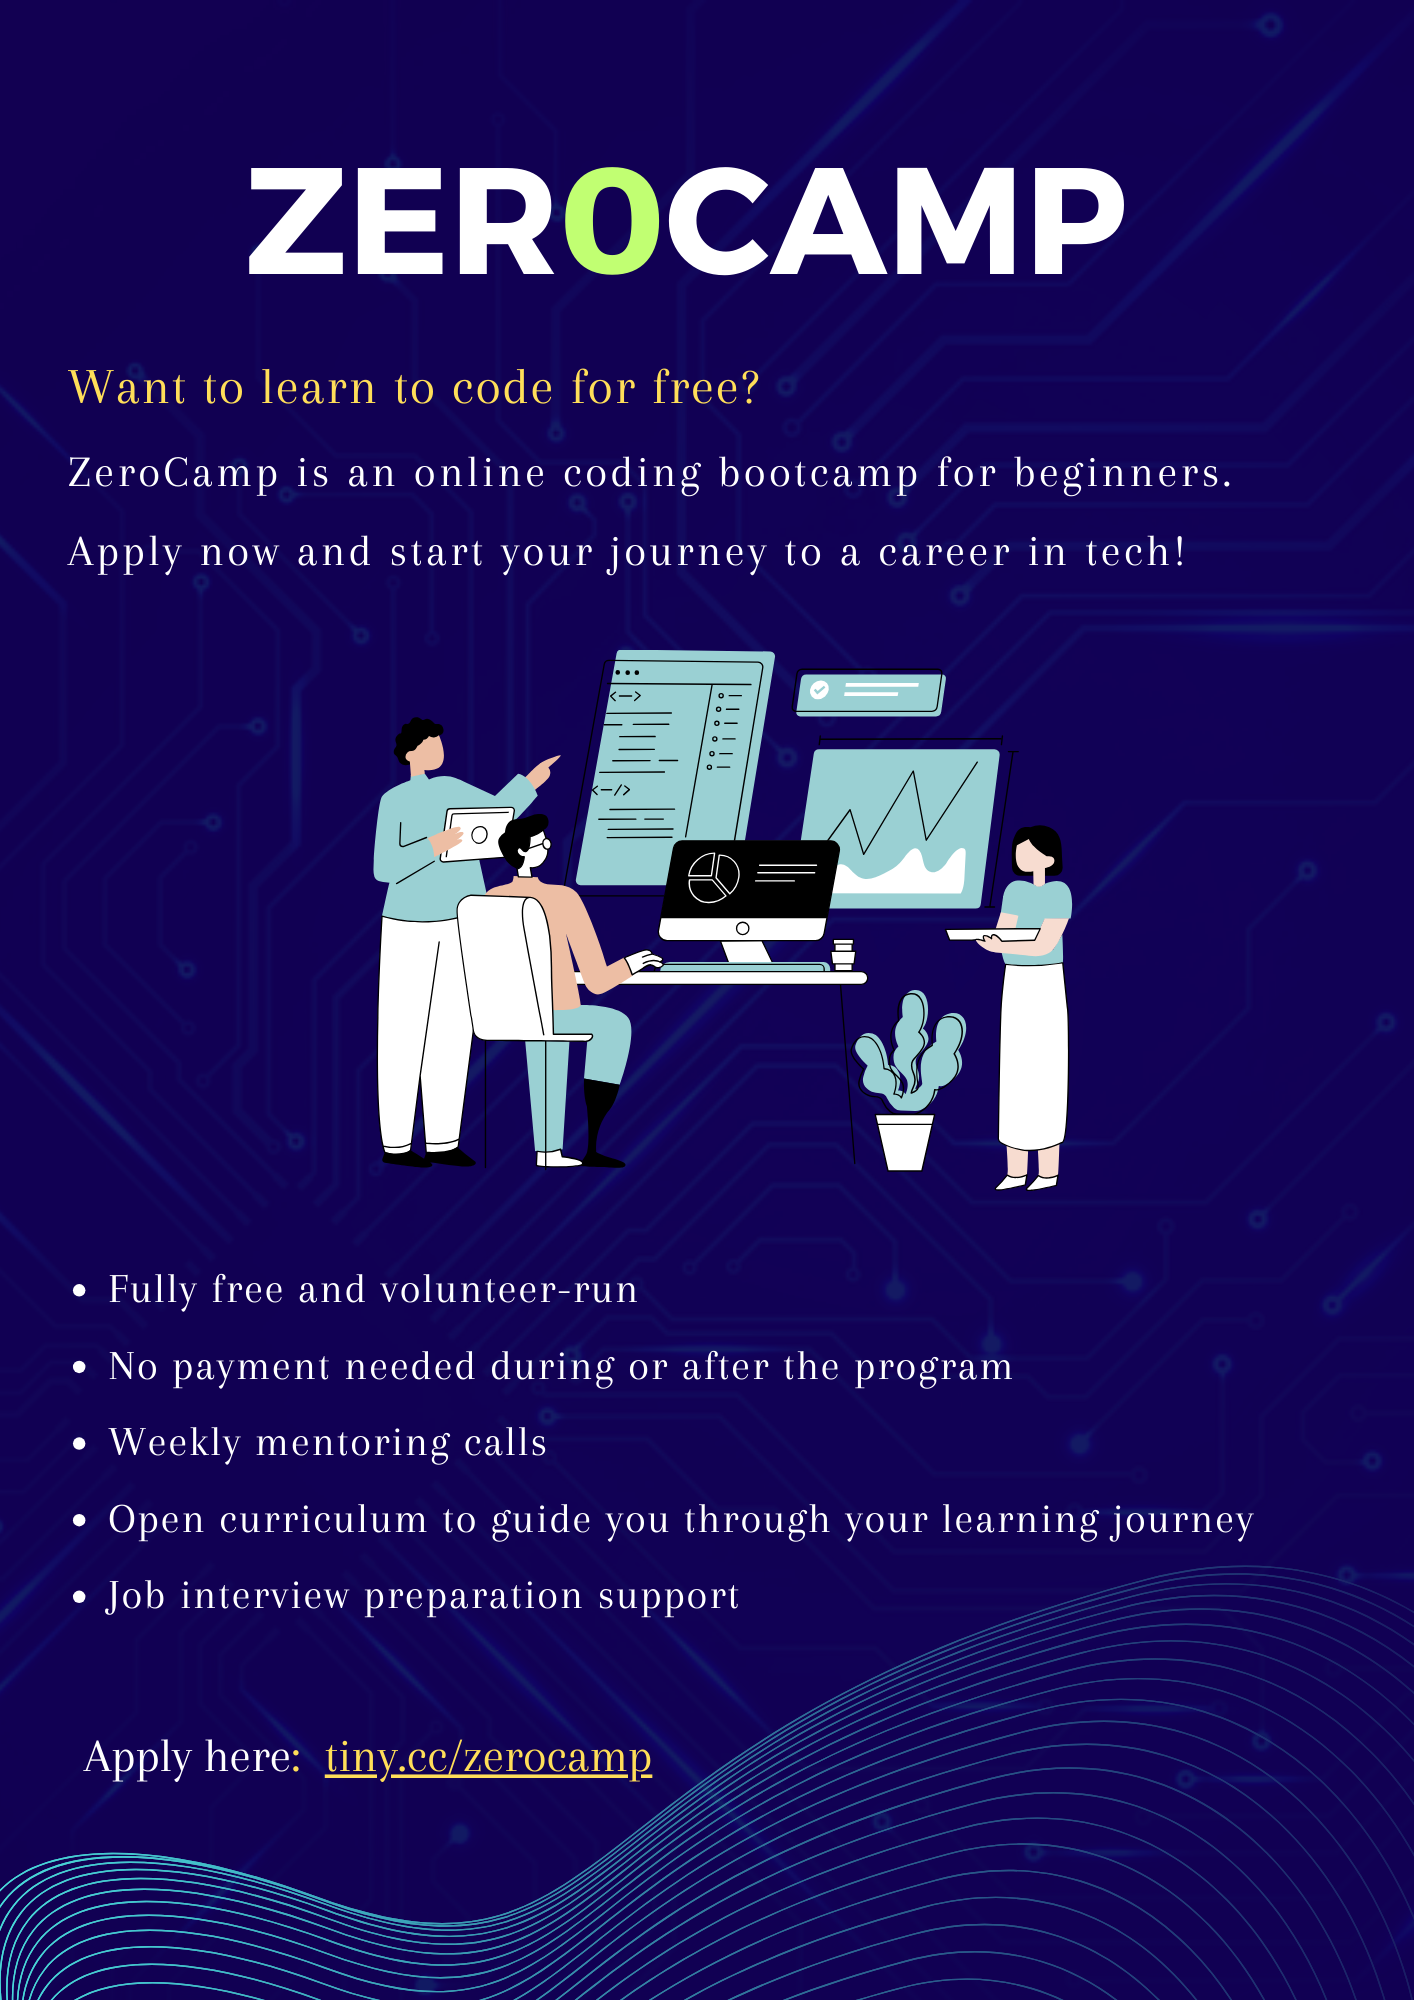 ZER0CAMP
Want to learn to code for free?
ZeroCamp is an online coding bootcamp for beginners.
Apply now and start your journey to a career in tech!
<—>
<—/>
• Fully free and volunteer-run
• No payment needed during or after the program
• Weekly mentoring calls
• Open curriculum to guide you through your learning journey
• Job interview preparation support
Apply here: tiny.cc/zerocamp